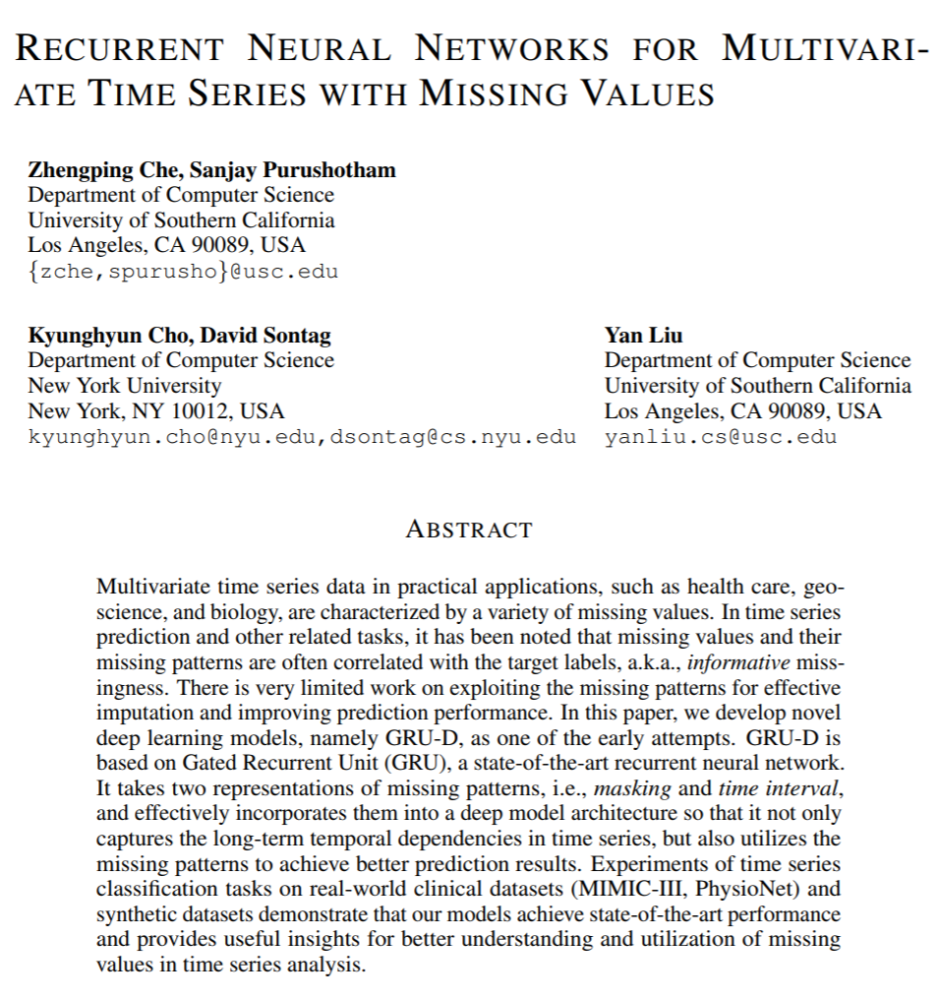 RECURRENT NEURAL NETWORKS FOR MULTIVARI-
ATE TIME SERIES WITH MISSING VALUES
Zhengping Che, Sanjay Purushotham
Department of Computer Science
University of Southern California
Los Angeles, CA 90089, USA
{zche,spurusho}@usc.edu
Kyunghyun Cho, David Sontag
Department of Computer Science
New York University
New York, NY 10012, USA
kyunghyun.cho@nyu.edu,dsontag@cs.nyu.edu
Yan Liu
Department of Computer Science
University of Southern California
Los Angeles, CA 90089, USA
yanliu.cs@usc.edu
ABSTRACT
Multivariate time series data in practical applications, such as health care, geo-
science, and biology, are characterized by a variety of missing values. In time series
prediction and other related tasks, it has been noted that missing values and their
missing patterns are often correlated with the target labels, a.k.a., informative miss-
ingness. There is very limited work on exploiting the missing patterns for effective
imputation and improving prediction performance. In this paper, we develop novel
deep learning models, namely GRU-D, as one of the early attempts. GRU-D is
based on Gated Recurrent Unit (GRU), a state-of-the-art recurrent neural network.
It takes two representations of missing patterns, i.e., masking and time interval,
and effectively incorporates them into a deep model architecture so that it not only
captures the long-term temporal dependencies in time series, but also utilizes the
missing patterns to achieve better prediction results. Experiments of time series
classification tasks on real-world clinical datasets (MIMIC-III, PhysioNet) and
synthetic datasets demonstrate that our models achieve state-of-the-art performance
and provides useful insights for better understanding and utilization of missing
values in time series analysis.